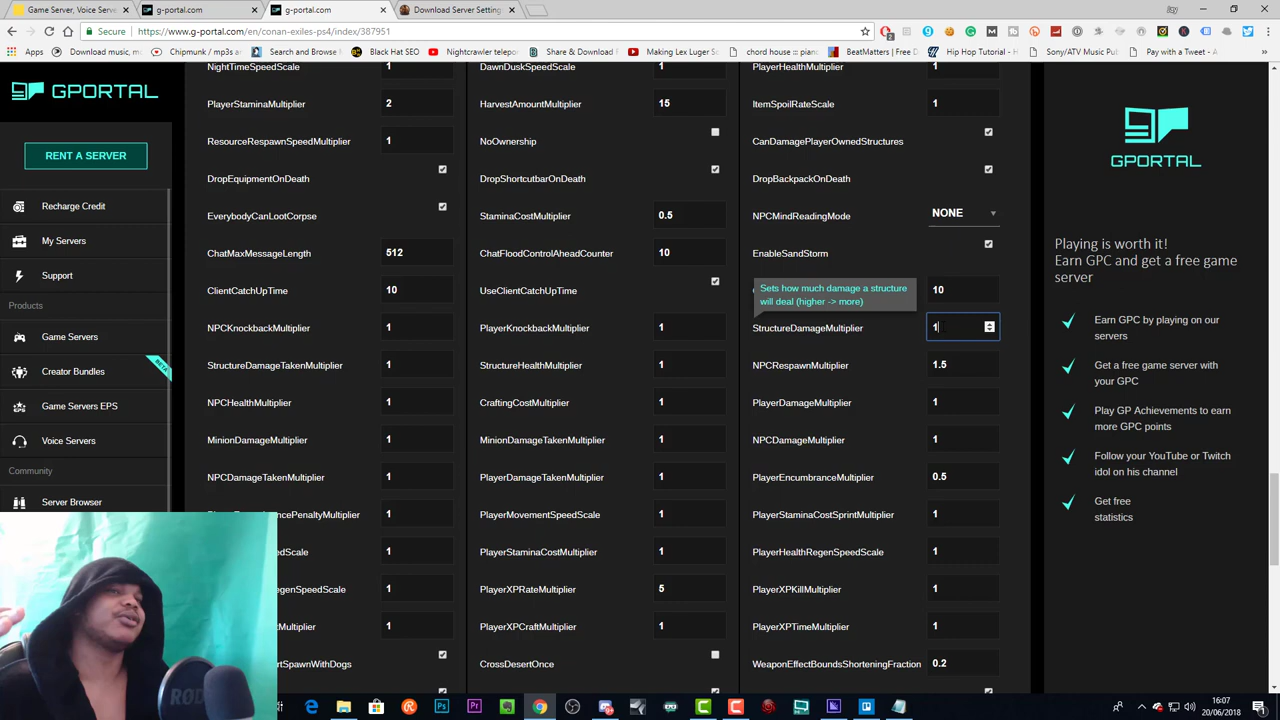 Game Server, Voice Serve
g-portal.com
g-portal.com
Download Server Setting
Secure
https://www.g-portal.com/en/conan-exiles-ps4/index/387951
Download music, m
Chipmunk / mp3 a
Search and Browse
Black Hat SEO
Nightcrawler telepo
Share & Download
Making Lex Luger
chord house :: pian
BeatMatters | Free D
Hip Hop Tutorial - H
Sony/ATV Music Pub
Pay with a Tweet - A
GPORTAL
RENT A SERVER
Recharge Credit
My Servers
Support
Products
Game Servers
Creator Bundles
BETA
Game Servers EPS
Voice Servers
Community
Server Browser
NightTimeSpeedScale 1
DawnDuskSpeedScale 1
PlayerHealthMultiplier 1
PlayerStaminaMultiplier 2
HarvestAmountMultiplier 15
ItemSpoilRateScale 1
ResourceRespawnSpeedMultiplier 1
NoOwnership
CanDamagePlayerOwnedStructures
DropEquipmentOnDeath
DropShortcutbarOnDeath
DropBackpackOnDeath
EverybodyCanLootCorpse
StaminaCostMultiplier 0.5
NPCMindReadingMode NONE
ChatMaxMessageLength 512
ChatFloodControlAheadCounter 10
EnableSandStorm
ClientCatchUpTime 10
UseClientCatchUpTime
10
Sets how much damage a structure
will deal (higher -> more)
NPCKnockbackMultiplier 1
PlayerKnockbackMultiplier 1
StructureDamageMultiplier 1
StructureDamageTakenMultiplier 1
StructureHealthMultiplier 1
NPCRespawnMultiplier 1.5
NPCHealthMultiplier 1
CraftingCostMultiplier 1
PlayerDamageMultiplier 1
MinionDamageMultiplier 1
MinionDamageTakenMultiplier 1
NPCDamageMultiplier 1
NPCDamageTakenMultiplier 1
PlayerDamageTakenMultiplier 1
PlayerEncumbranceMultiplier 0.5
PenaltyMultiplier 1
PlayerMovementSpeedScale 1
PlayerStaminaCostSprintMultiplier 1
Scale 1
PlayerStaminaCostMultiplier 1
PlayerHealthRegenSpeedScale 1
genSpeedScale 1
PlayerXPRateMultiplier 5
PlayerXPKillMultiplier 1
ltiplier 1
PlayerXPCraftMultiplier 1
PlayerXPTimeMultiplier 1
rtSpawnWithDogs
CrossDesertOnce
WeaponEffectBoundsShorteningFraction 0.2
GPORTAL
Playing is worth it!
Earn GPC and get a free game
server
Earn GPC by playing on our
servers
Get a free game server with
your GPC
Play GP Achievements to earn
more GPC points
Follow your YouTube or Twitch
idol on his channel
Get free
statistics
RØD
16:07
20/06/2018